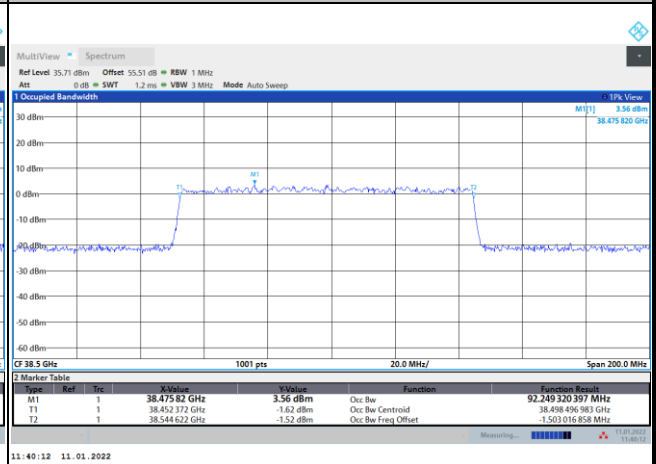 MultiView Spectrum
Ref Level 35.71 dBm Offset 55.51 dB RBW 1 MHz
Att 0 dB SWT 1.2 ms VBW 3 MHz Mode Auto Sweep
1 Occupied Bandwidth 1Pk View
M1[1] 3.56 dBm
38.475 820 GHz
30 dBm
20 dBm
10 dBm
M1
T1 T2
0 dBm
-10 dBm
-20 dBm
-30 dBm
-40 dBm
-50 dBm
-60 dBm
CF 38.5 GHz 1001 pts 20.0 MHz/ Span 200.0 MHz
2 Marker Table
Type Ref Trc X-Value Y-Value Function Function Result
M1 1 38.475 82 GHz 3.56 dBm Occ Bw 92.249 320 397 MHz
T1 1 38.452 372 GHz -1.62 dBm Occ Bw Centroid 38.498 496 983 GHz
T2 1 38.544 622 GHz -1.52 dBm Occ Bw Freq Offset -1.503 016 858 MHz
Measuring... 11.01.2022
11:40:12
11:40:12 11.01.2022